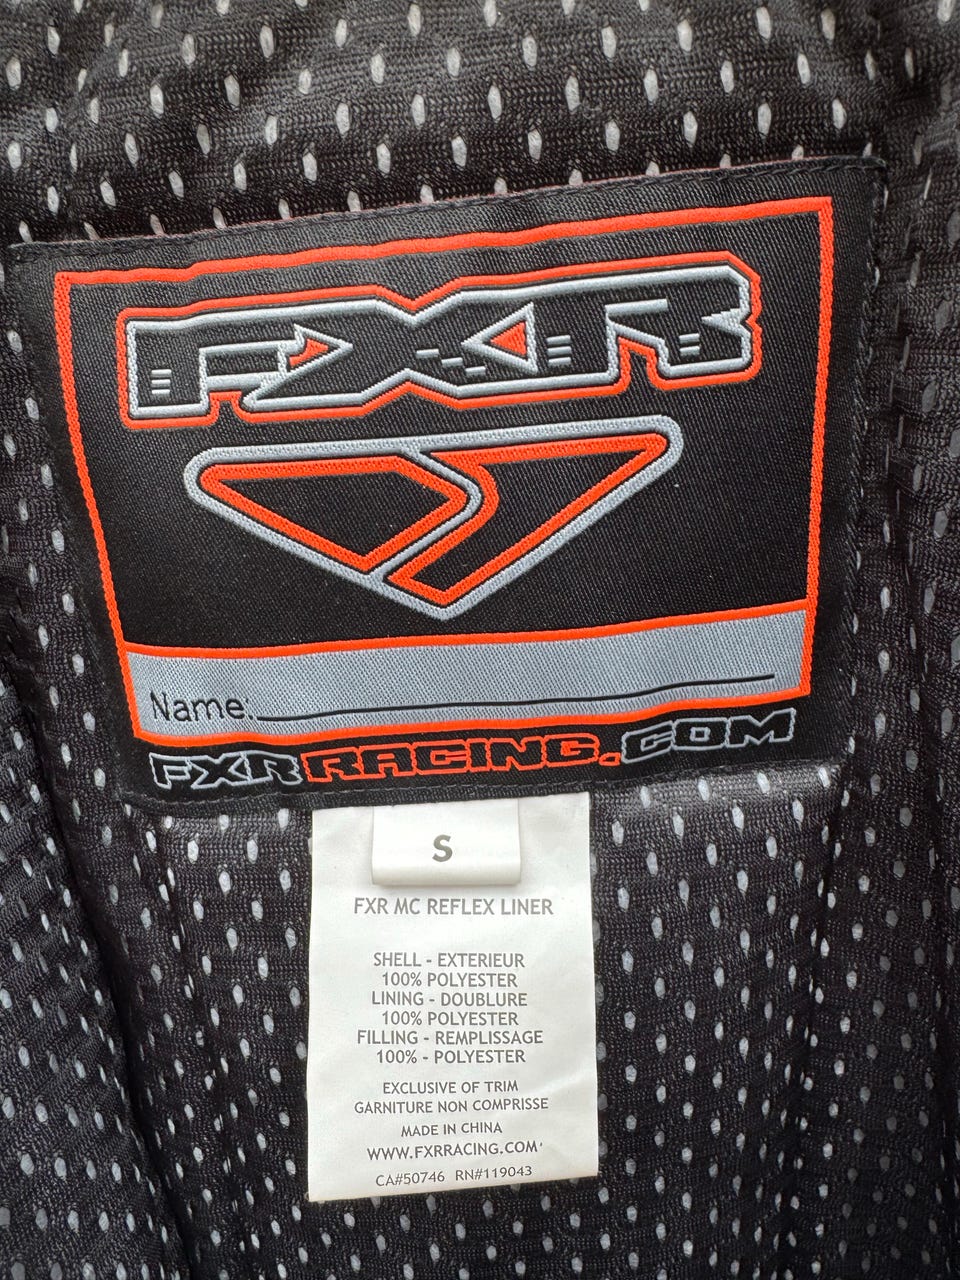 FXR
Name:
FXRRACING.COM
S
FXR MC REFLEX LINER
SHELL - EXTERIEUR
100% POLYESTER
LINING - DOUBLURE
100% POLYESTER
FILLING - REMPLISSAGE
100% - POLYESTER
EXCLUSIVE OF TRIM
GARNITURE NON COMPRISSE
MADE IN CHINA
WWW.FXRRACING.COM
CA#50746 RN#119043